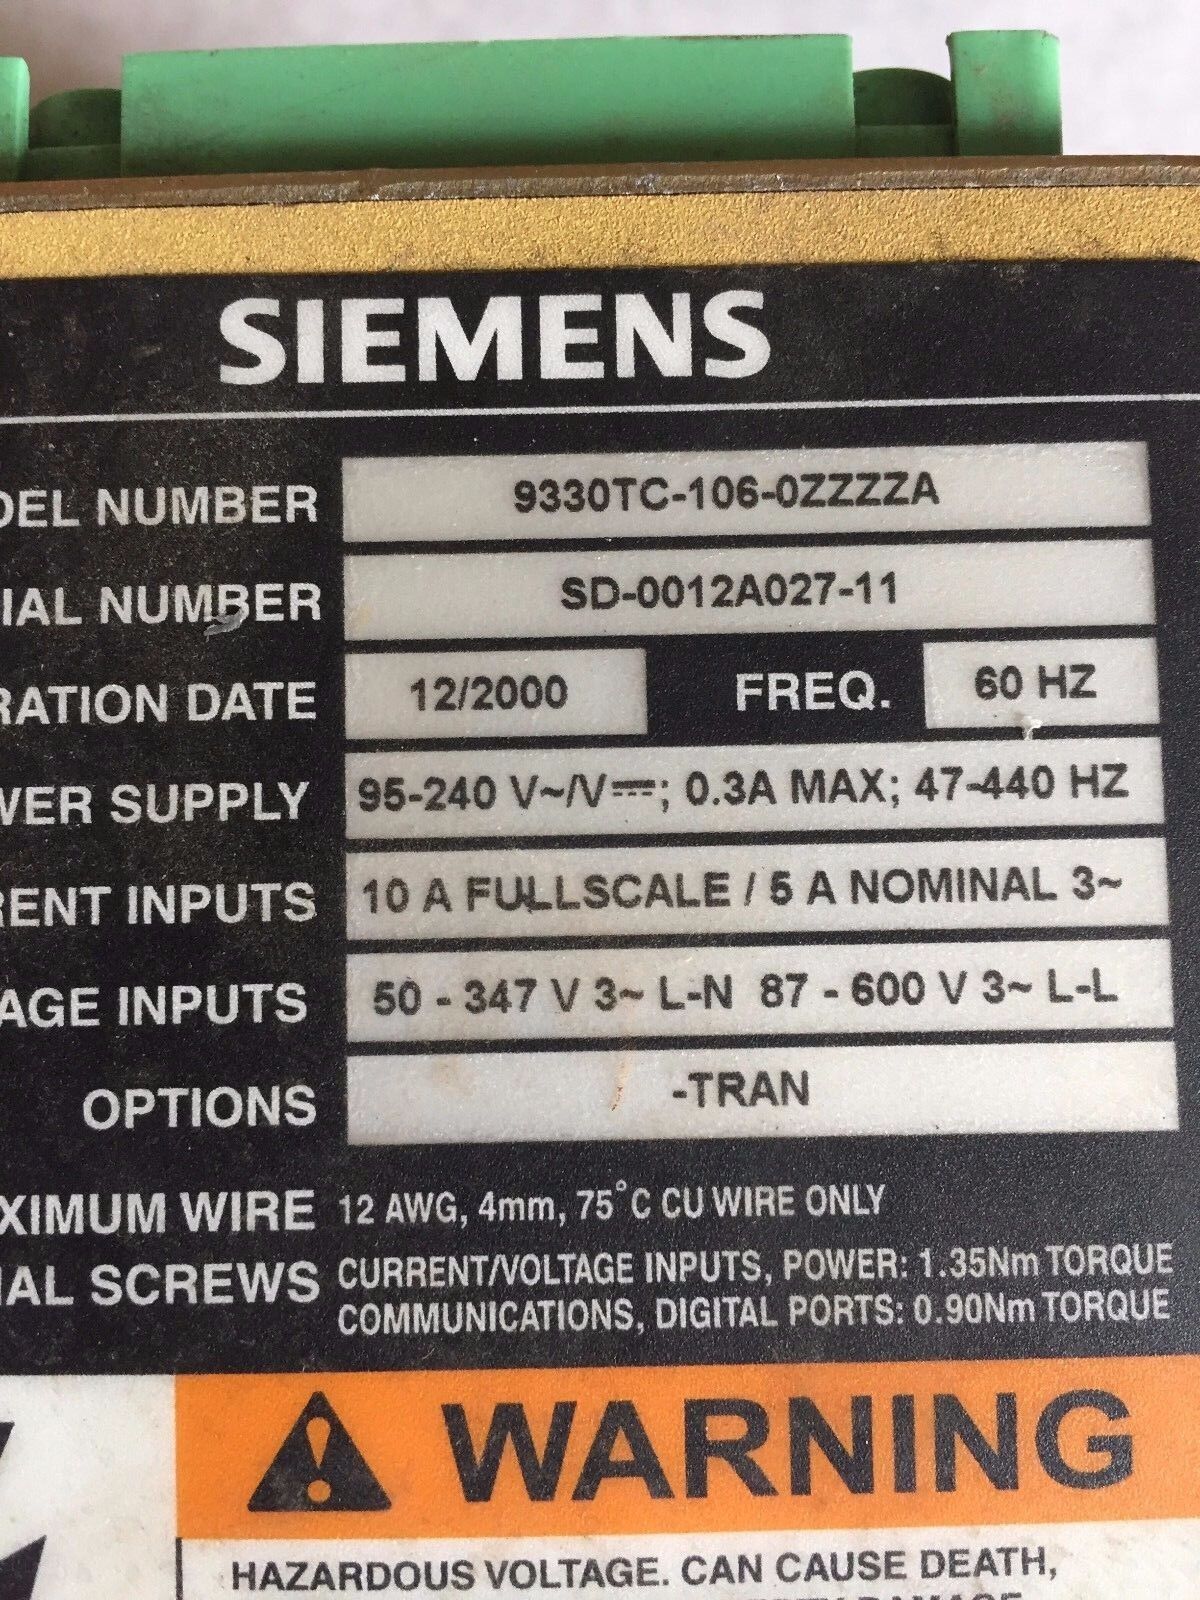 SIEMENS
DEL NUMBER 9330TC-106-0ZZZZA
IAL NUMBER SD-0012A027-11
RATION DATE 12/2000 FREQ. 60 HZ
WER SUPPLY 95-240 V~/V⎓; 0.3A MAX; 47-440 HZ
RENT INPUTS 10 A FULLSCALE / 5 A NOMINAL 3~
AGE INPUTS 50 - 347 V 3~ L-N 87 - 600 V 3~ L-L
OPTIONS -TRAN
XIMUM WIRE 12 AWG, 4mm, 75°C CU WIRE ONLY
IAL SCREWS CURRENT/VOLTAGE INPUTS, POWER: 1.35Nm TORQUE
COMMUNICATIONS, DIGITAL PORTS: 0.90Nm TORQUE
WARNING
HAZARDOUS VOLTAGE. CAN CAUSE DEATH,